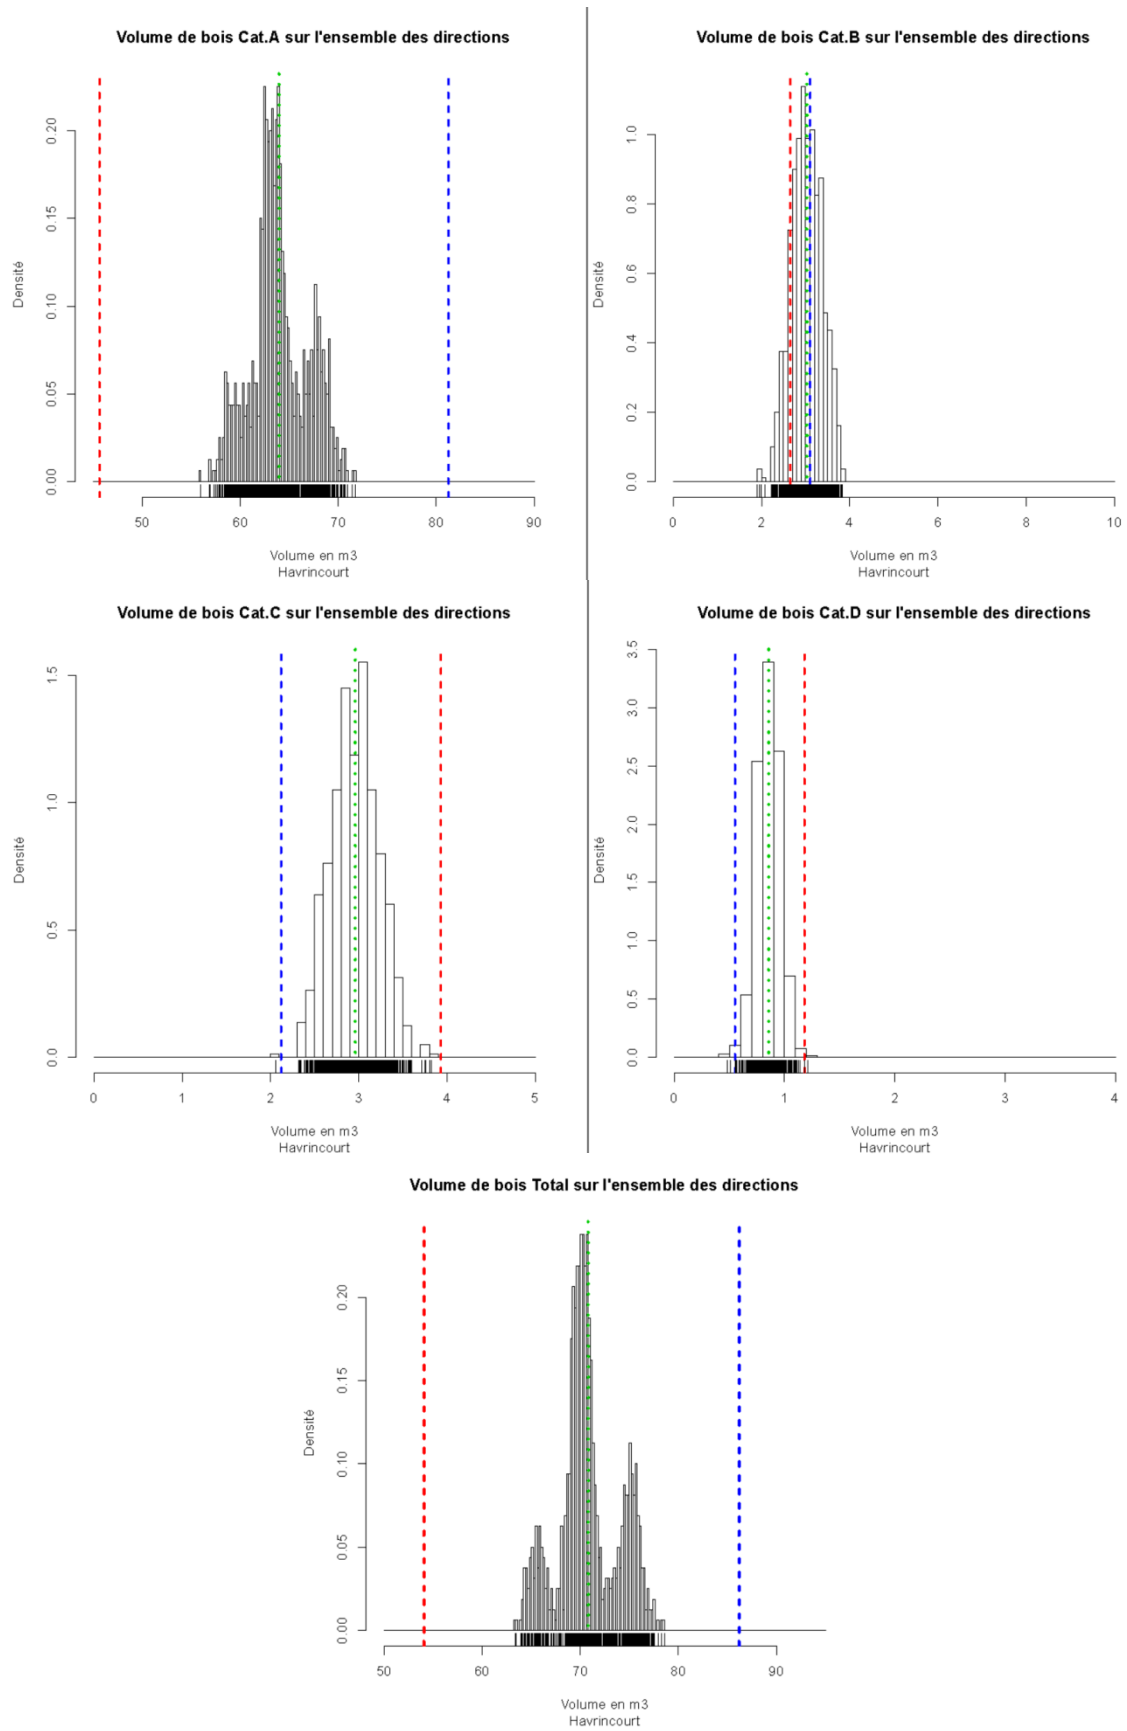 Volume de bois Cat.A sur l'ensemble des directions
Densité
0.00 0.05 0.10 0.15 0.20
50 60 70 80 90
Volume en m3
Havrincourt
Volume de bois Cat.B sur l'ensemble des directions
Densité
0.0 0.2 0.4 0.6 0.8 1.0
0 2 4 6 8 10
Volume en m3
Havrincourt
Volume de bois Cat.C sur l'ensemble des directions
Densité
0.0 0.5 1.0 1.5
0 1 2 3 4 5
Volume en m3
Havrincourt
Volume de bois Cat.D sur l'ensemble des directions
Densité
0.0 0.5 1.0 1.5 2.0 2.5 3.0 3.5
0 1 2 3 4
Volume en m3
Havrincourt
Volume de bois Total sur l'ensemble des directions
Densité
0.00 0.05 0.10 0.15 0.20
50 60 70 80 90
Volume en m3
Havrincourt